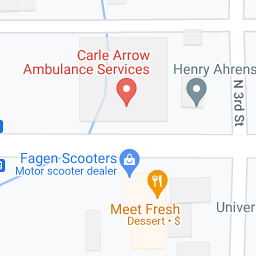 Carle Arrow
Ambulance Services
Henry Ahrens
N 3rd St
Fagen Scooters
Motor scooter dealer
Meet Fresh
Dessert • $
Univer